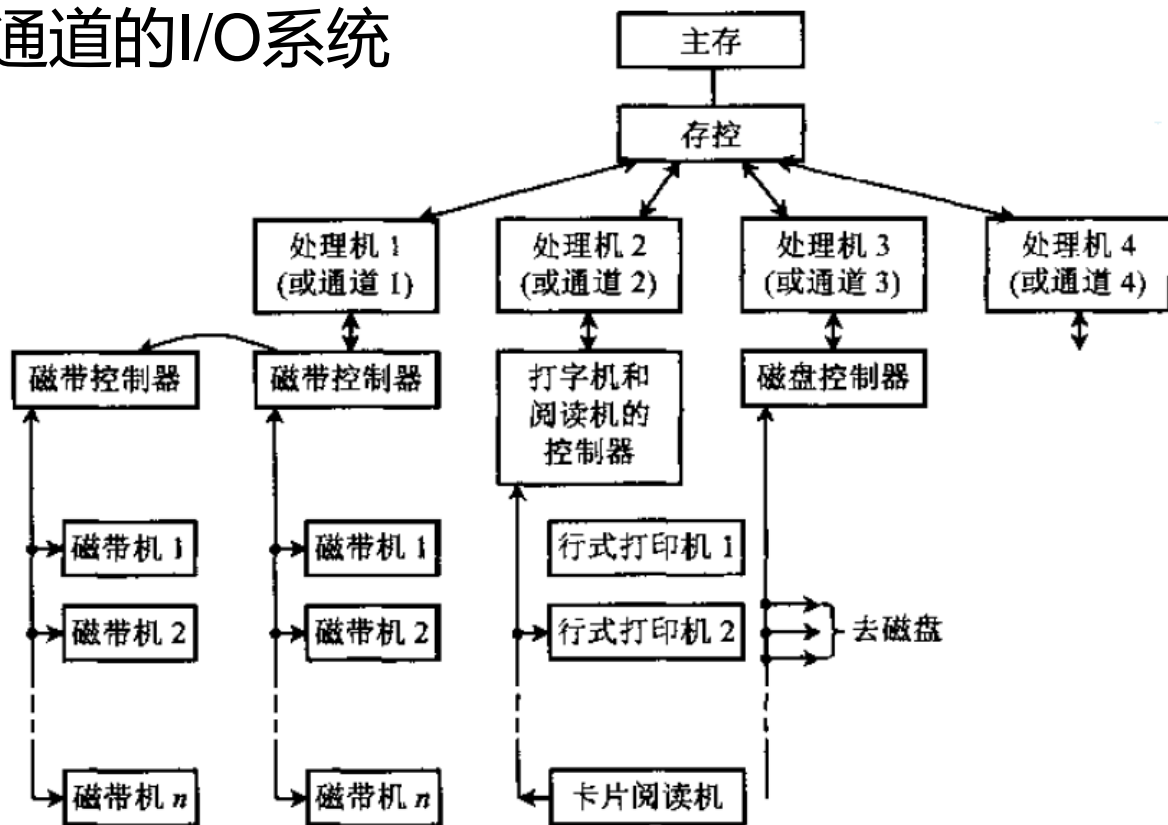 通道的I/O系统
主存
存控
处理机 1
(或通道 1)
处理机 2
(或通道 2)
处理机 3
(或通道 3)
处理机 4
(或通道 4)
磁带控制器
磁带控制器
打字机和
阅读机的
控制器
磁盘控制器
磁带机 1
磁带机 1
行式打印机 1
磁带机 2
磁带机 2
行式打印机 2
去磁盘
磁带机 n
磁带机 n
卡片阅读机